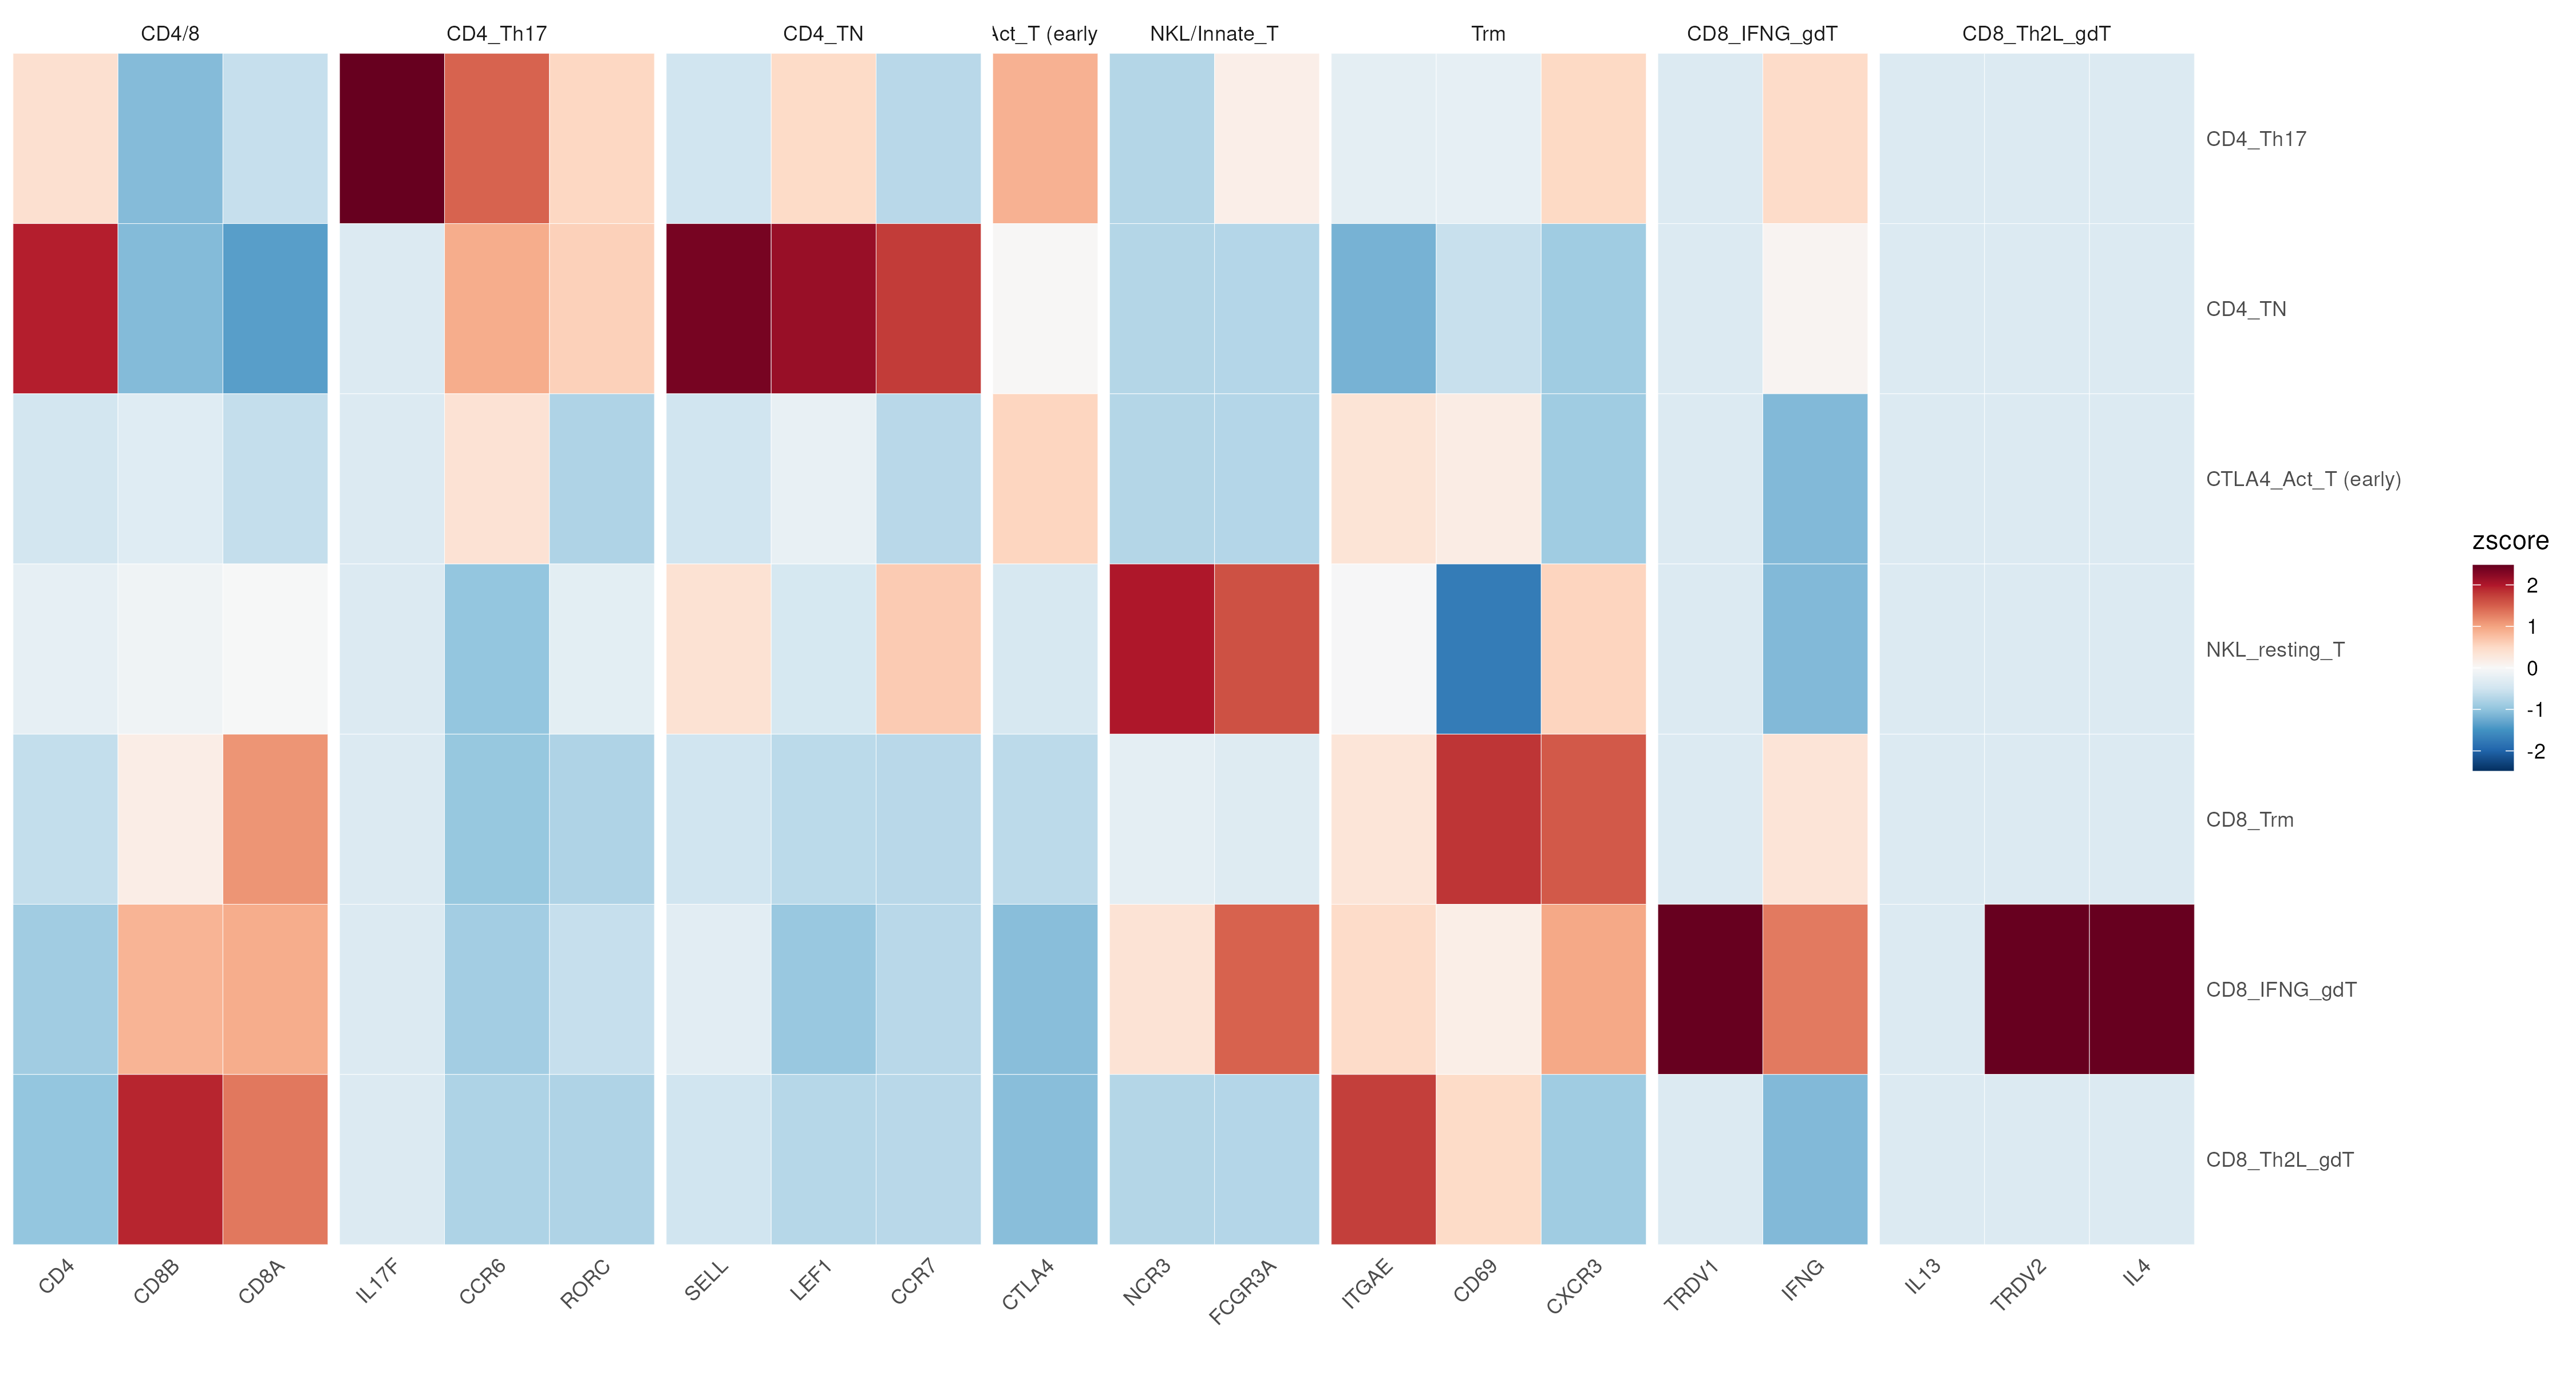 CD4/8
CD4_Th17
CD4_TN
Act_T (early
NKL/Innate_T
Trm
CD8_IFNG_gdT
CD8_Th2L_gdT
CD4_Th17
CD4_TN
CTLA4_Act_T (early)
NKL_resting_T
CD8_Trm
CD8_IFNG_gdT
CD8_Th2L_gdT
zscore
2
1
0
-1
-2
CD4
CD8B
CD8A
IL17F
CCR6
RORC
SELL
LEF1
CCR7
CTLA4
NCR3
FCGR3A
ITGAE
CD69
CXCR3
TRDV1
IFNG
IL13
TRDV2
IL4